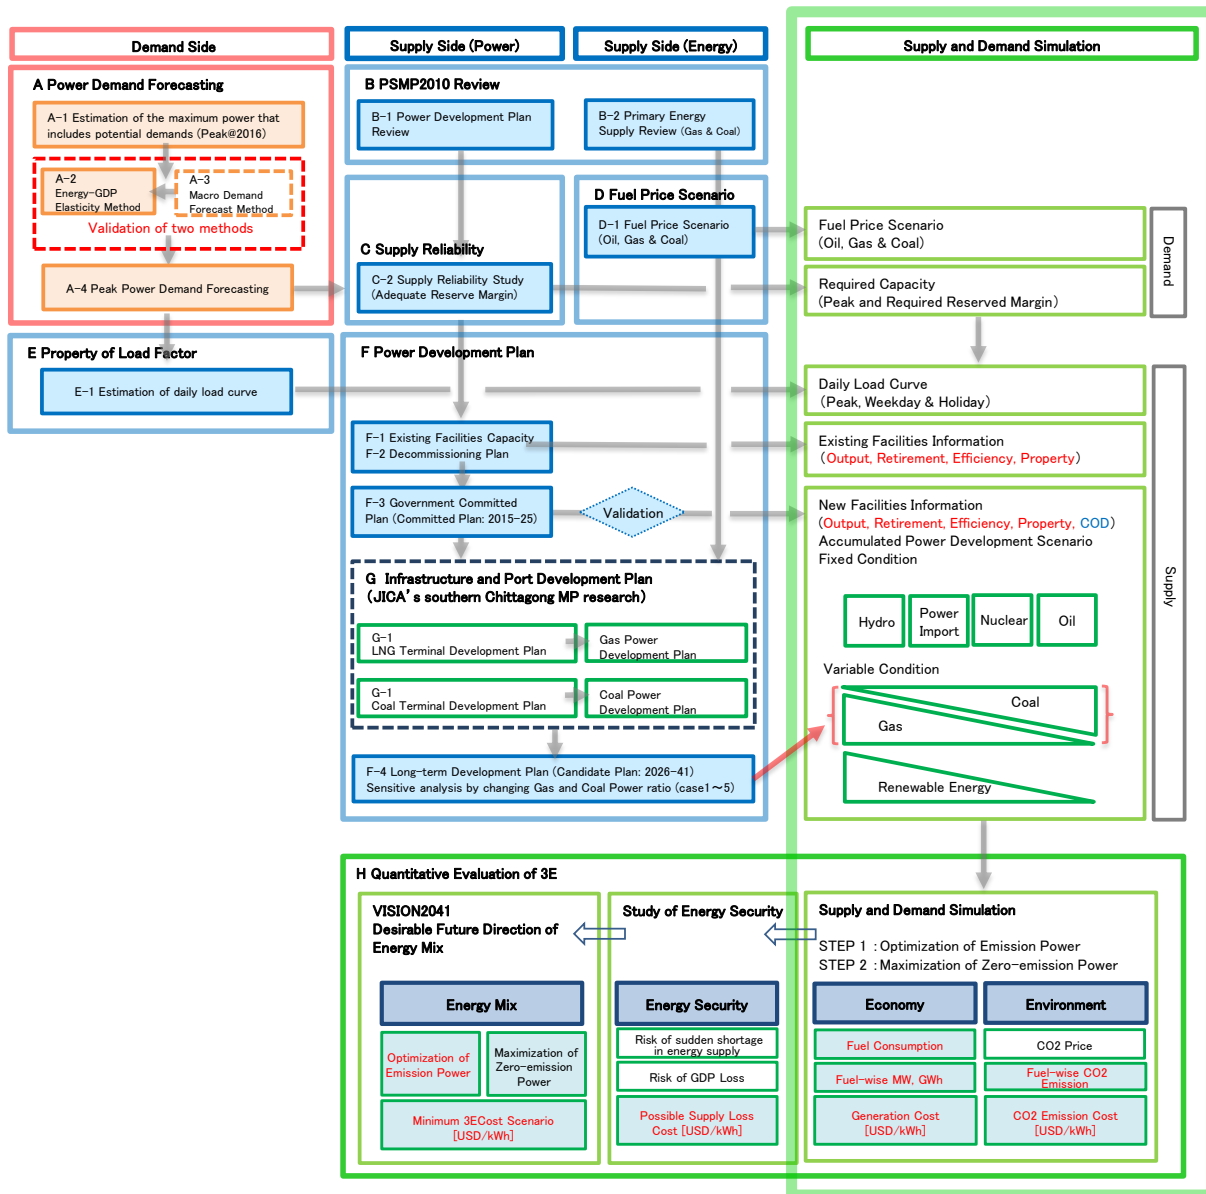 Demand Side
Supply Side (Power)
Supply Side (Energy)
Supply and Demand Simulation
A Power Demand Forecasting
A-1 Estimation of the maximum power that
includes potential demands (Peak@2016)
A-2
Energy-GDP
Elasticity Method
A-3
Macro Demand
Forecast Method
Validation of two methods
A-4 Peak Power Demand Forecasting
B PSMP2010 Review
B-1 Power Development Plan
Review
B-2 Primary Energy
Supply Review (Gas & Coal)
C Supply Reliability
C-2 Supply Reliability Study
(Adequate Reserve Margin)
D Fuel Price Scenario
D-1 Fuel Price Scenario
(Oil, Gas & Coal)
Fuel Price Scenario
(Oil, Gas & Coal)
Required Capacity
(Peak and Required Reserved Margin)
Demand
E Property of Load Factor
E-1 Estimation of daily load curve
F Power Development Plan
F-1 Existing Facilities Capacity
F-2 Decommissioning Plan
F-3 Government Committed
Plan (Committed Plan: 2015-25)
Validation
G Infrastructure and Port Development Plan
(JICA's southern Chittagong MP research)
G-1
LNG Terminal Development Plan
Gas Power
Development Plan
G-1
Coal Terminal Development Plan
Coal Power
Development Plan
F-4 Long-term Development Plan (Candidate Plan: 2026-41)
Sensitive analysis by changing Gas and Coal Power ratio (case1～5)
Daily Load Curve
(Peak, Weekday & Holiday)
Existing Facilities Information
(Output, Retirement, Efficiency, Property)
New Facilities Information
(Output, Retirement, Efficiency, Property, COD)
Accumulated Power Development Scenario
Fixed Condition
Hydro
Power
Import
Nuclear
Oil
Variable Condition
Coal
Gas
Renewable Energy
Supply
H Quantitative Evaluation of 3E
VISION2041
Desirable Future Direction of
Energy Mix
Energy Mix
Optimization of
Emission Power
Maximization of
Zero-emission
Power
Minimum 3ECost Scenario
[USD/kWh]
Study of Energy Security
Energy Security
Risk of sudden shortage
in energy supply
Risk of GDP Loss
Possible Supply Loss
Cost [USD/kWh]
Supply and Demand Simulation
STEP 1 : Optimization of Emission Power
STEP 2 : Maximization of Zero-emission Power
Economy
Fuel Consumption
Fuel-wise MW, GWh
Generation Cost
[USD/kWh]
Environment
CO2 Price
Fuel-wise CO2
Emission
CO2 Emission Cost
[USD/kWh]